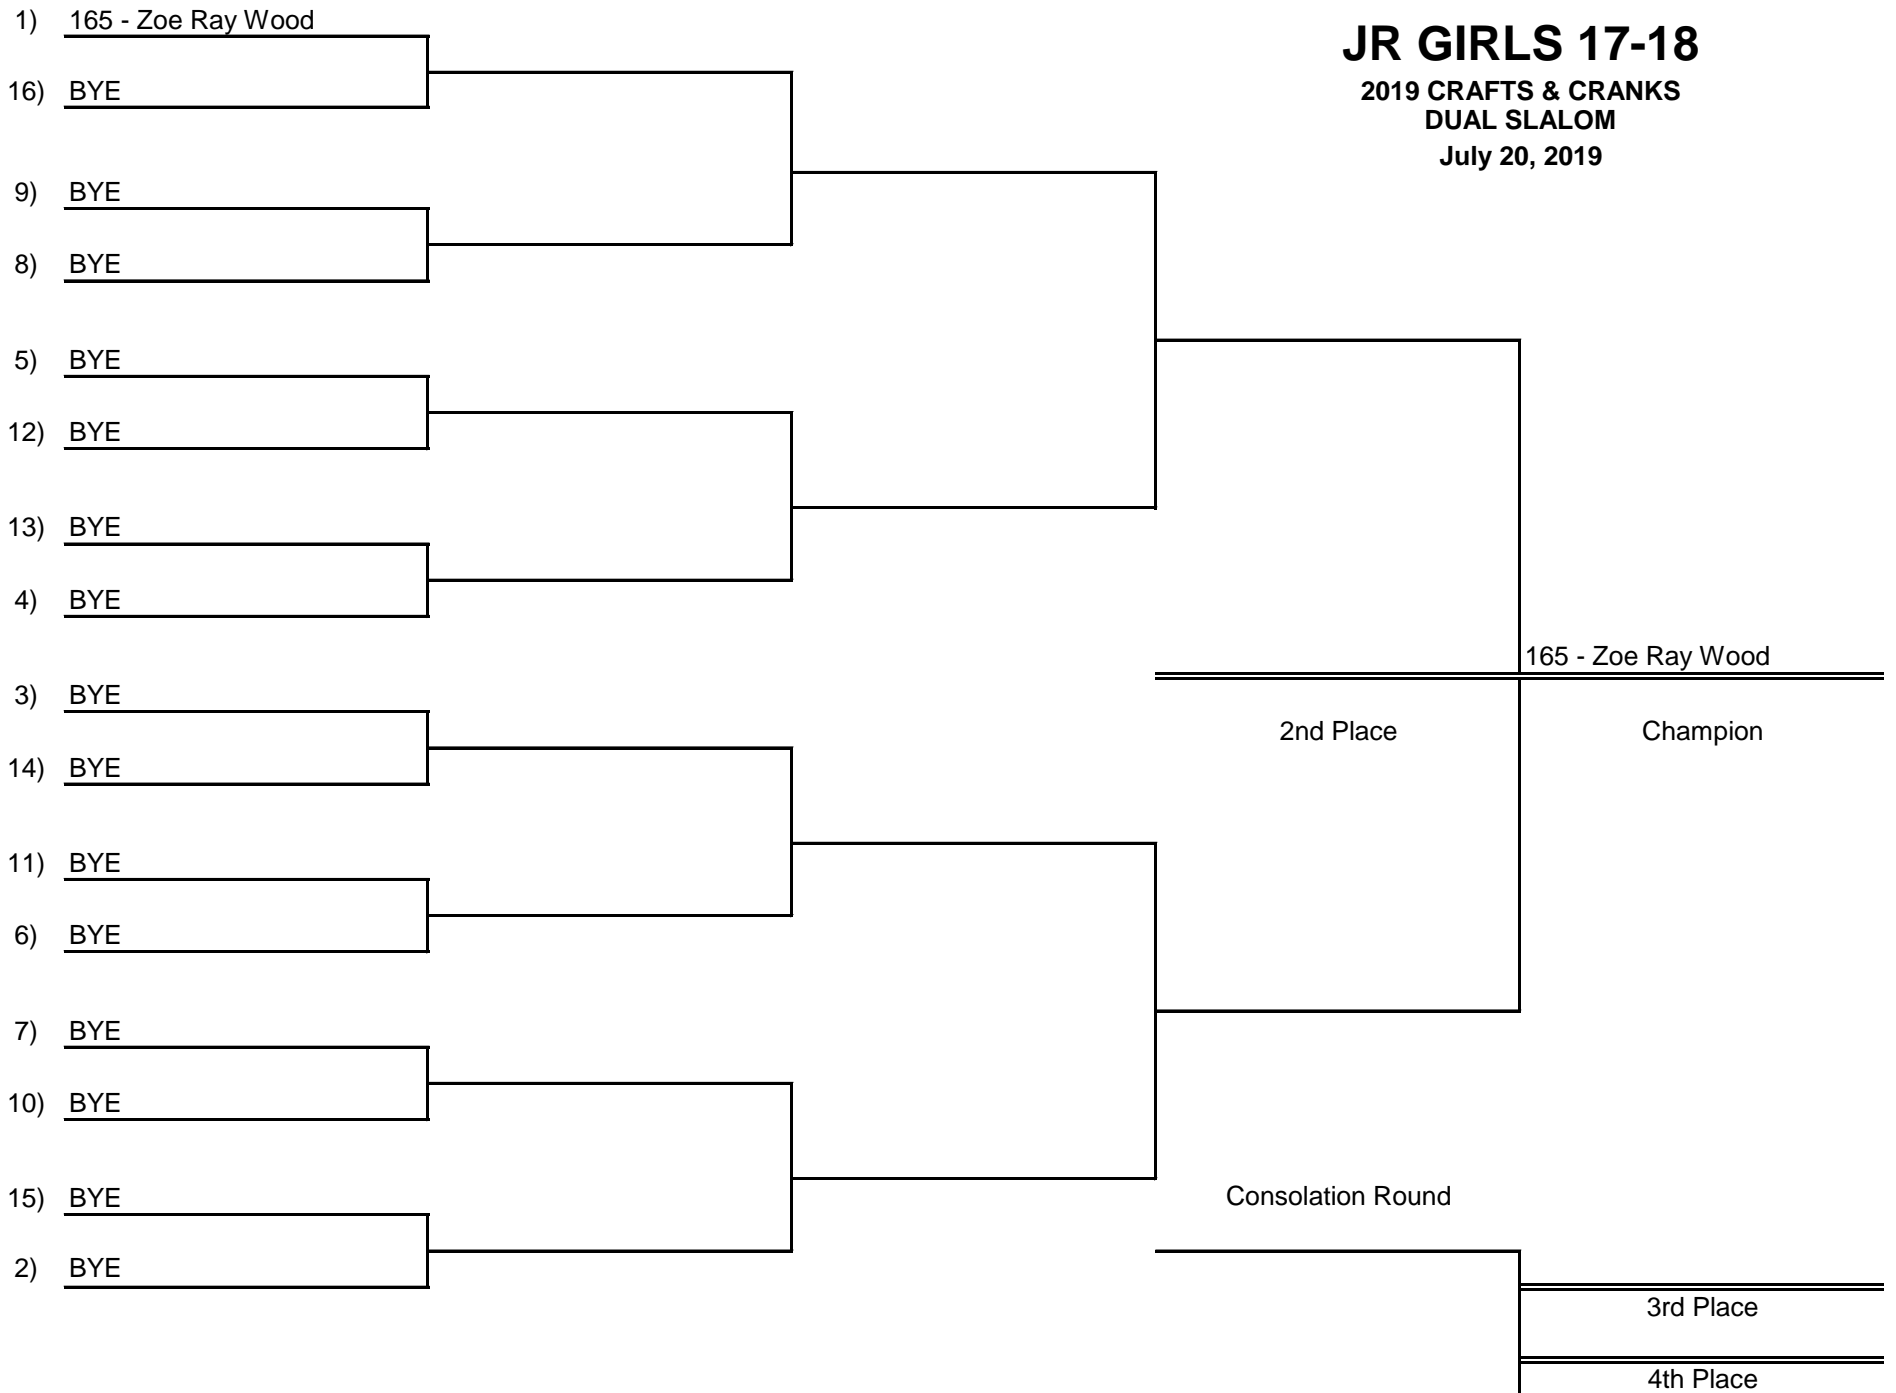 JR GIRLS 17-18
2019 CRAFTS & CRANKS
DUAL SLALOM
July 20, 2019
1) 165 - Zoe Ray Wood
16) BYE
9) BYE
8) BYE
5) BYE
12) BYE
13) BYE
4) BYE
3) BYE
14) BYE
11) BYE
6) BYE
7) BYE
10) BYE
15) BYE
2) BYE
165 - Zoe Ray Wood
2nd Place
Champion
Consolation Round
3rd Place
4th Place